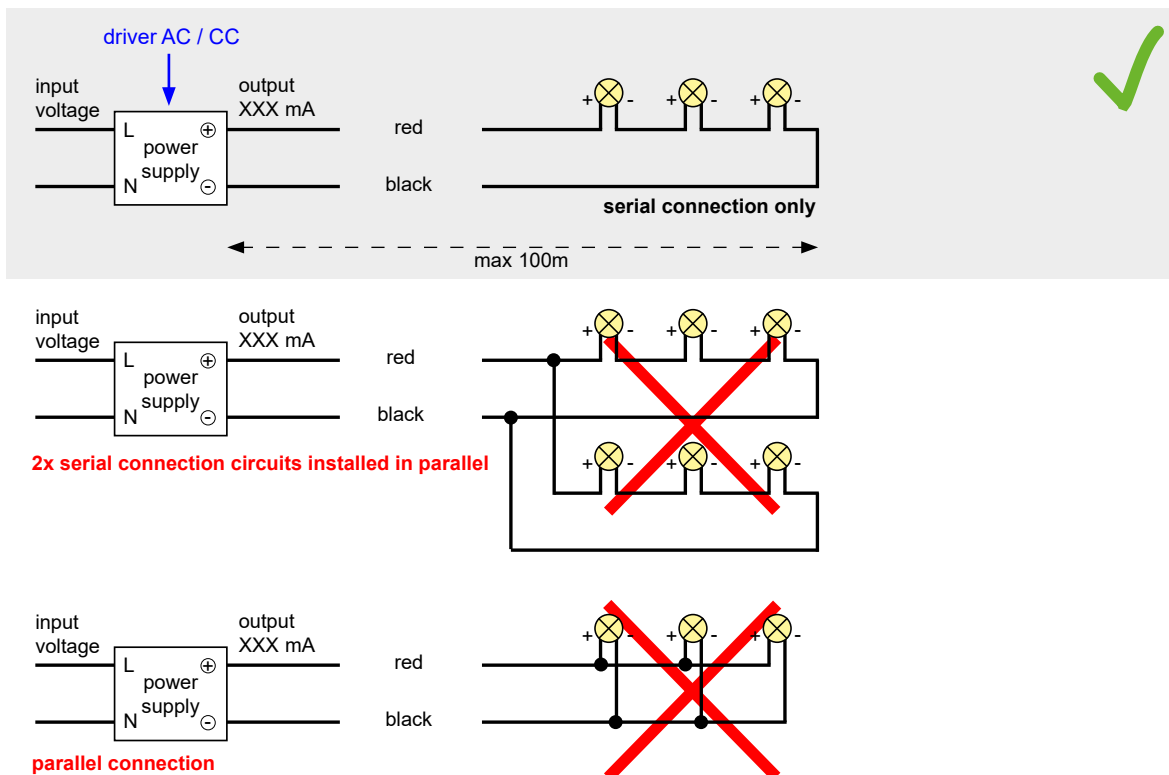 driver AC / CC
input
voltage
output
XXX mA
L
+
power
supply
N
-
red
black
+ - + - + -
serial connection only
max 100m
input
voltage
output
XXX mA
L
+
power
supply
N
-
red
black
+ - + - + -
2x serial connection circuits installed in parallel
+ - + - + -
input
voltage
output
XXX mA
L
+
power
supply
N
-
red
black
+ - + - + -
parallel connection